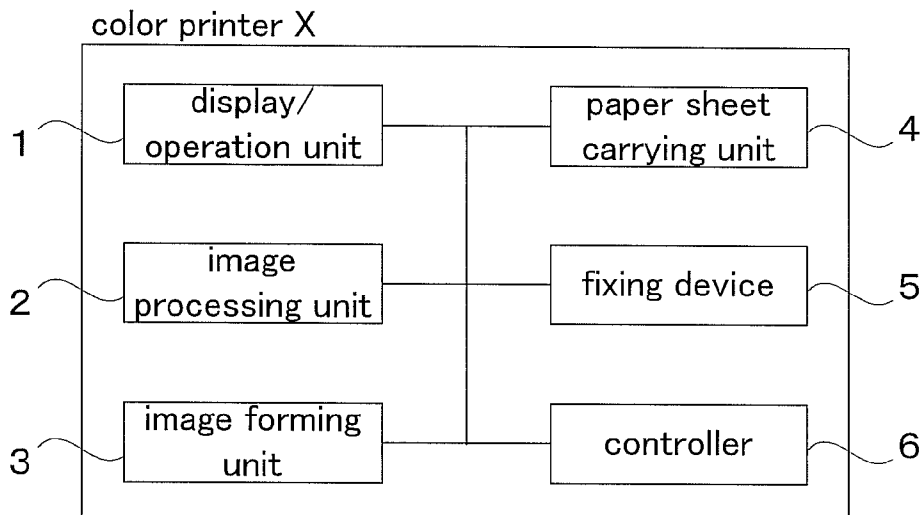 color printer X
display/
operation unit
1
paper sheet
carrying unit
4
image
processing unit
2
fixing device
5
image forming
unit
3
controller
6